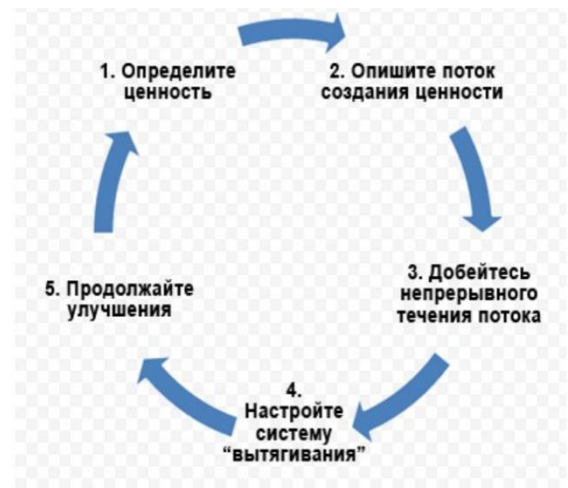 1. Определите
ценность
2. Опишите поток
создания ценности
3. Добейтесь
непрерывного
течения потока
4.
Настройте
систему
“вытягивания”
5. Продолжайте
улучшения